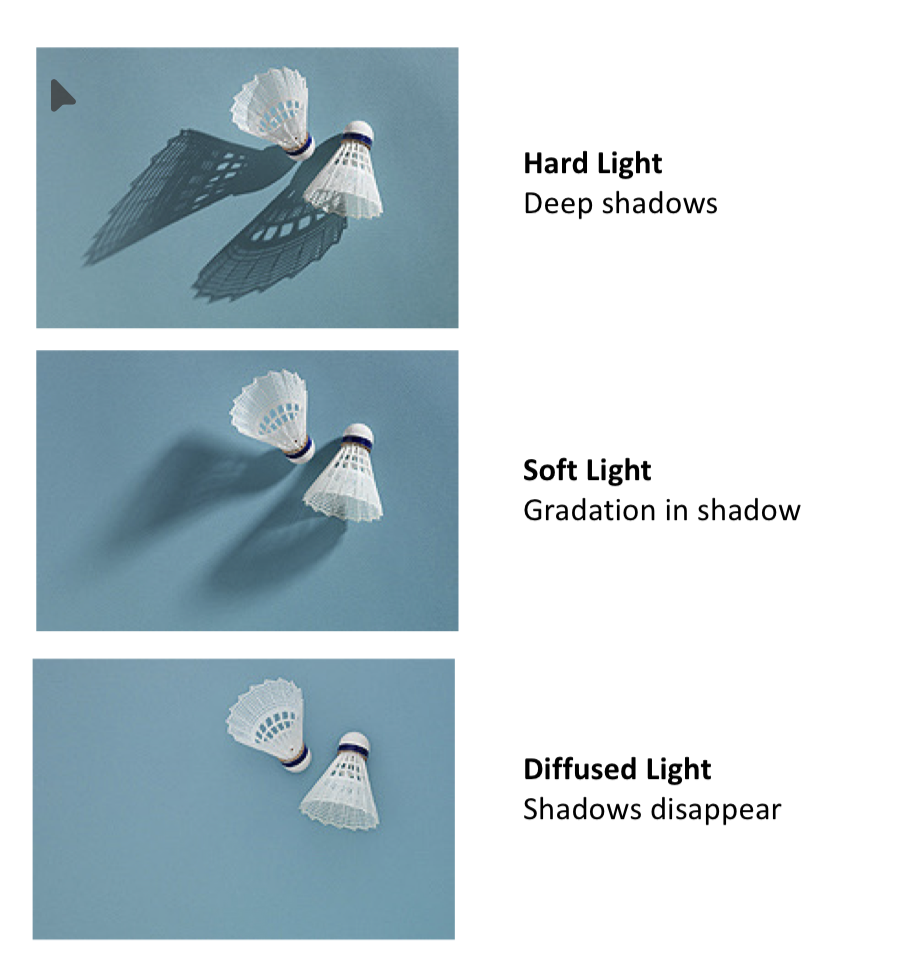 Hard Light
Deep shadows
Soft Light
Gradation in shadow
Diffused Light
Shadows disappear